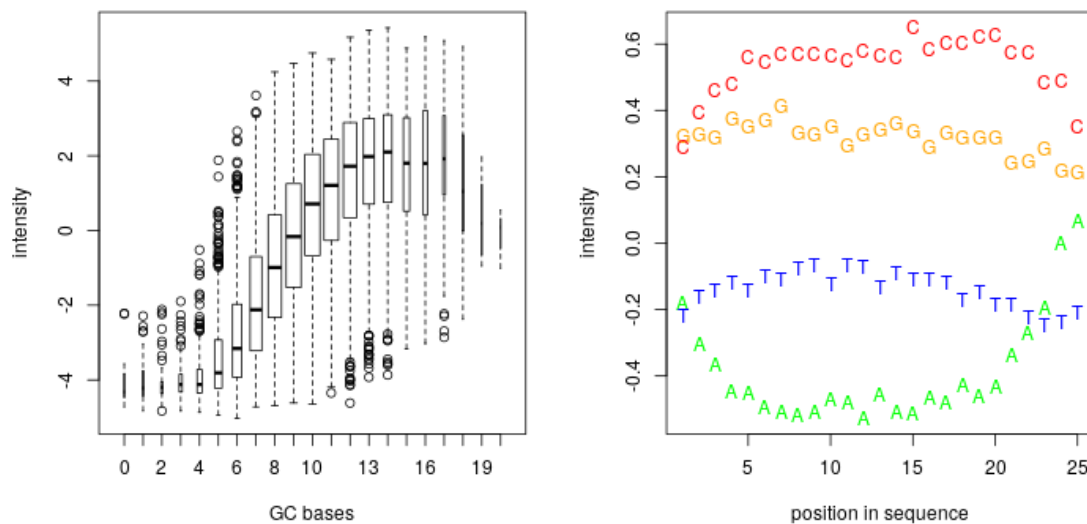 intensity
4
2
0
-2
-4
0 2 4 6 8 10 13 16 19
GC bases
intensity
0.6
0.4
0.2
0.0
-0.2
-0.4
C C C C C C C C C C C C C C C C C C C C C C C C C
G G G G G G G G G G G G G G G G G G G G G G G G G
T T T T T T T T T T T T T T T T T T T T T T T T T
A A A A A A A A A A A A A A A A A A A A A A A A A
5 10 15 20 25
position in sequence